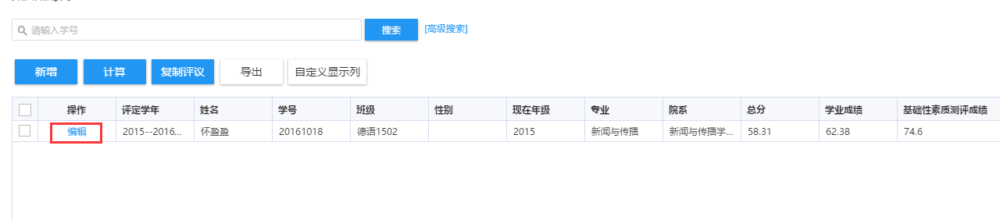 请输入学号 搜索 [高级搜索]
新增 计算 复制评议 导出 自定义显示列
操作 评定学年 姓名 学号 班级 性别 现在年级 专业 院系 总分 学业成绩 基础性素质测评成绩
编辑 2015--2016... 怀盈盈 20161018 德语1502 2015 新闻与传播 新闻与传播学... 58.31 62.38 74.6